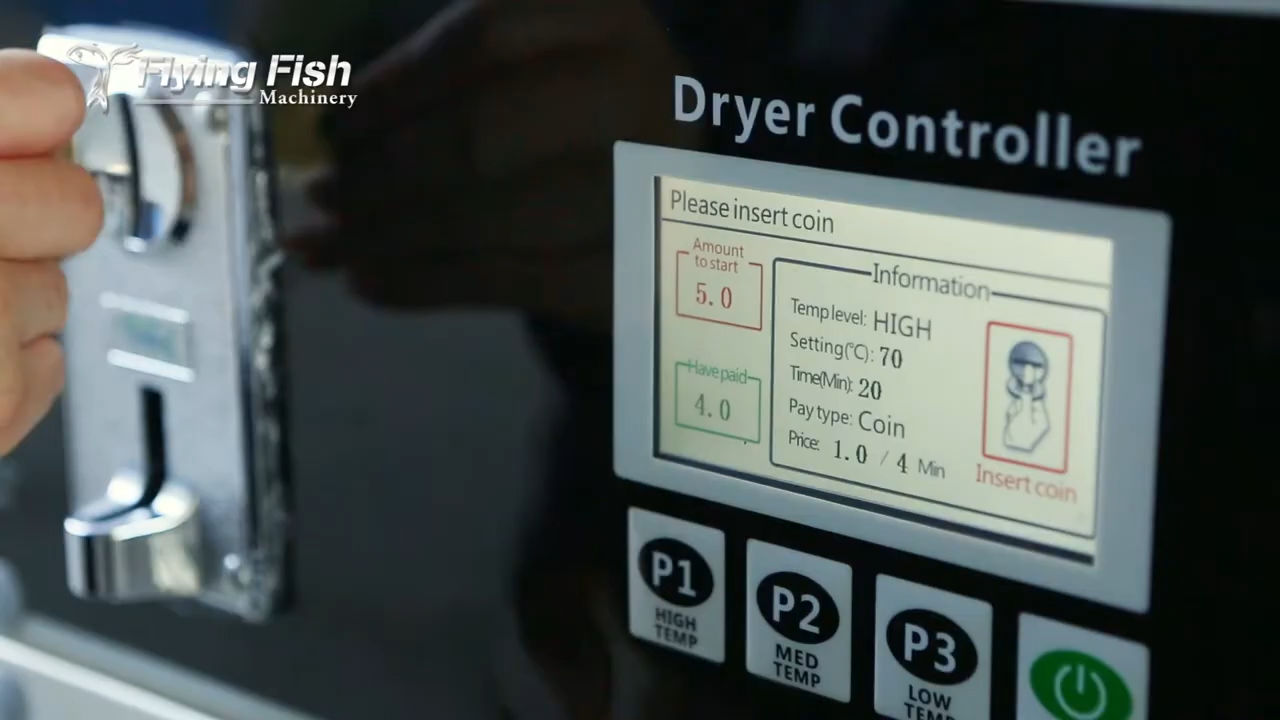 Flying Fish
Machinery
Dryer Controller
Please insert coin
Amount
to start
5.0
Have paid
4.0
Information
Temp level: HIGH
Setting(℃): 70
Time(Min): 20
Pay type: Coin
Price: 1.0 / 4 Min
Insert coin
P1
HIGH
TEMP
P2
MED
TEMP
P3
LOW
TEMP